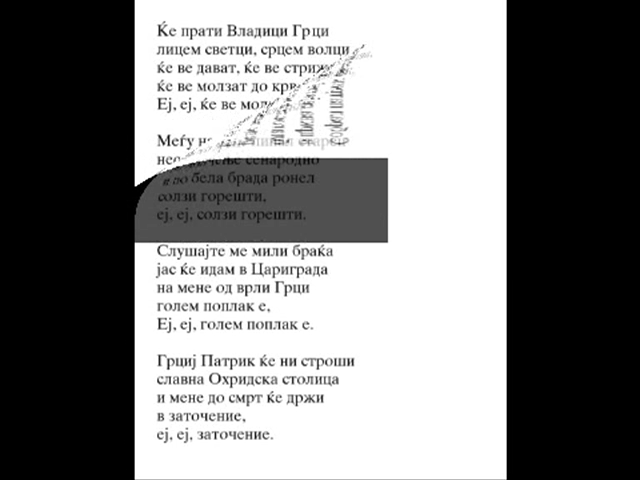 Ќе прати Владици Грци
лицем светци, срцем волци
ќе ве дават, ќе ве стриж
ќе ве молзат до крв
Еј, еј, ќе ве мол
Меѓу на старец
сенародно
бела брада ронел
солзи горешти,
еј, еј, солзи горешти.
Слушајте ме мили браќа
јас ќе идам в Цариграда
на мене од врли Грци
голем поплак е,
Еј, еј, голем поплак е.
Грциј Патрик ќе ни строши
славна Охридска столица
и мене до смрт ќе држи
в заточение,
еј, еј, заточение.